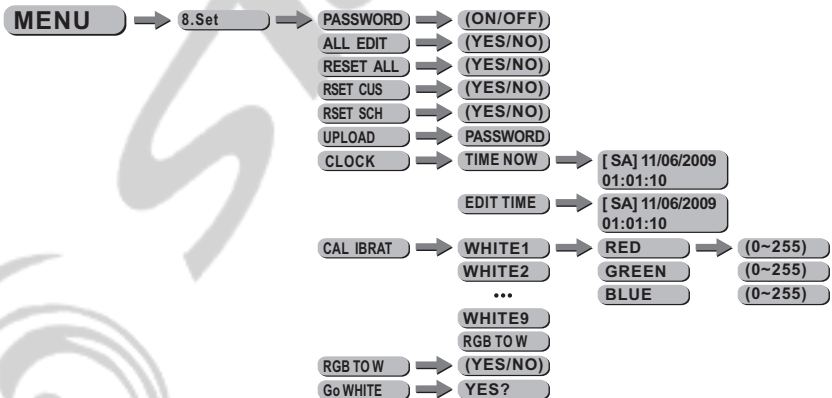 MENU 8.Set PASSWORD (ON/OFF)
ALL EDIT (YES/NO)
RESET ALL (YES/NO)
RSET CUS (YES/NO)
RSET SCH (YES/NO)
UPLOAD PASSWORD
CLOCK TIME NOW [ SA] 11/06/2009
01:01:10
EDIT TIME [ SA] 11/06/2009
01:01:10
CAL IBRAT WHITE1 RED (0~255)
WHITE2 GREEN (0~255)
... BLUE (0~255)
WHITE9
RGB TO W
RGB TO W (YES/NO)
Go WHITE YES?